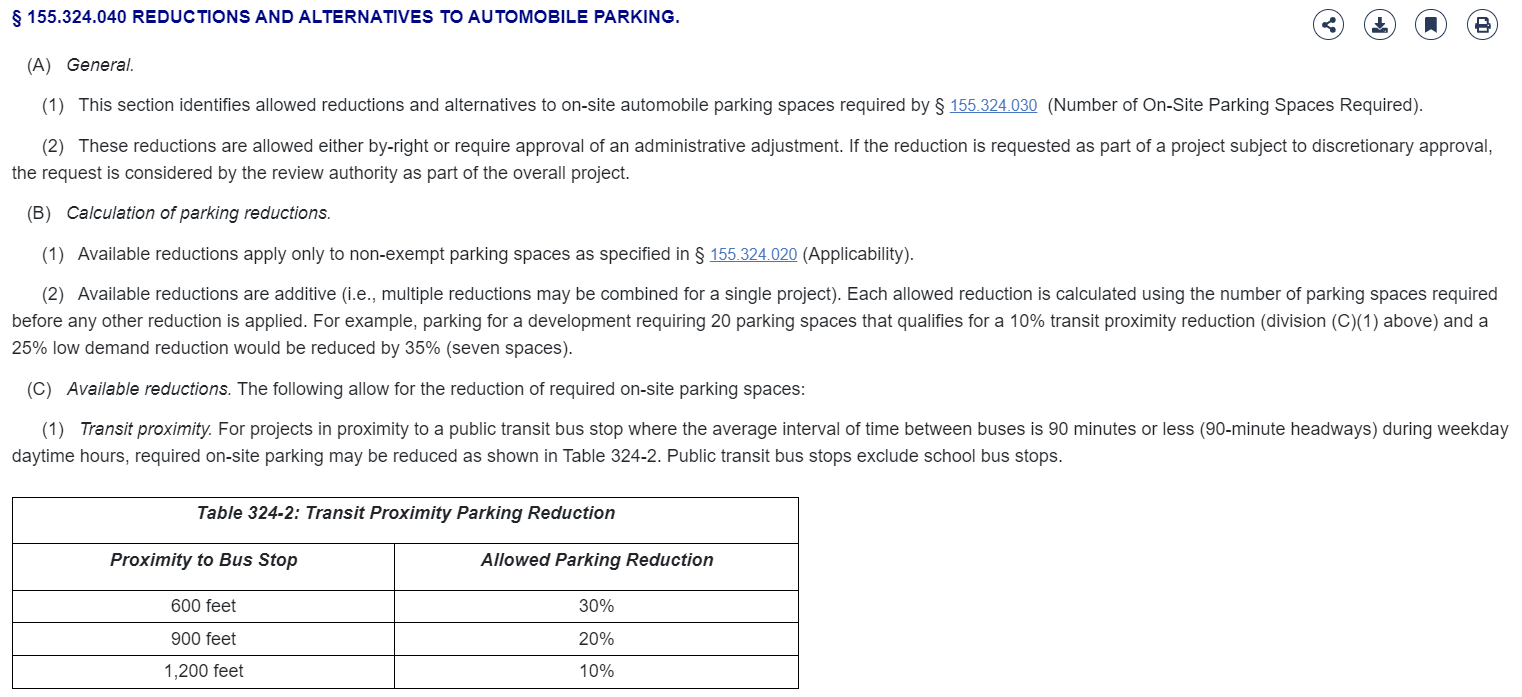 § 155.324.040 REDUCTIONS AND ALTERNATIVES TO AUTOMOBILE PARKING.
(A) General.
(1) This section identifies allowed reductions and alternatives to on-site automobile parking spaces required by § 155.324.030 (Number of On-Site Parking Spaces Required).
(2) These reductions are allowed either by-right or require approval of an administrative adjustment. If the reduction is requested as part of a project subject to discretionary approval,
the request is considered by the review authority as part of the overall project.
(B) Calculation of parking reductions.
(1) Available reductions apply only to non-exempt parking spaces as specified in § 155.324.020 (Applicability).
(2) Available reductions are additive (i.e., multiple reductions may be combined for a single project). Each allowed reduction is calculated using the number of parking spaces required
before any other reduction is applied. For example, parking for a development requiring 20 parking spaces that qualifies for a 10% transit proximity reduction (division (C)(1) above) and a
25% low demand reduction would be reduced by 35% (seven spaces).
(C) Available reductions. The following allow for the reduction of required on-site parking spaces:
(1) Transit proximity. For projects in proximity to a public transit bus stop where the average interval of time between buses is 90 minutes or less (90-minute headways) during weekday
daytime hours, required on-site parking may be reduced as shown in Table 324-2. Public transit bus stops exclude school bus stops.
Table 324-2: Transit Proximity Parking Reduction
Proximity to Bus Stop Allowed Parking Reduction
600 feet 30%
900 feet 20%
1,200 feet 10%